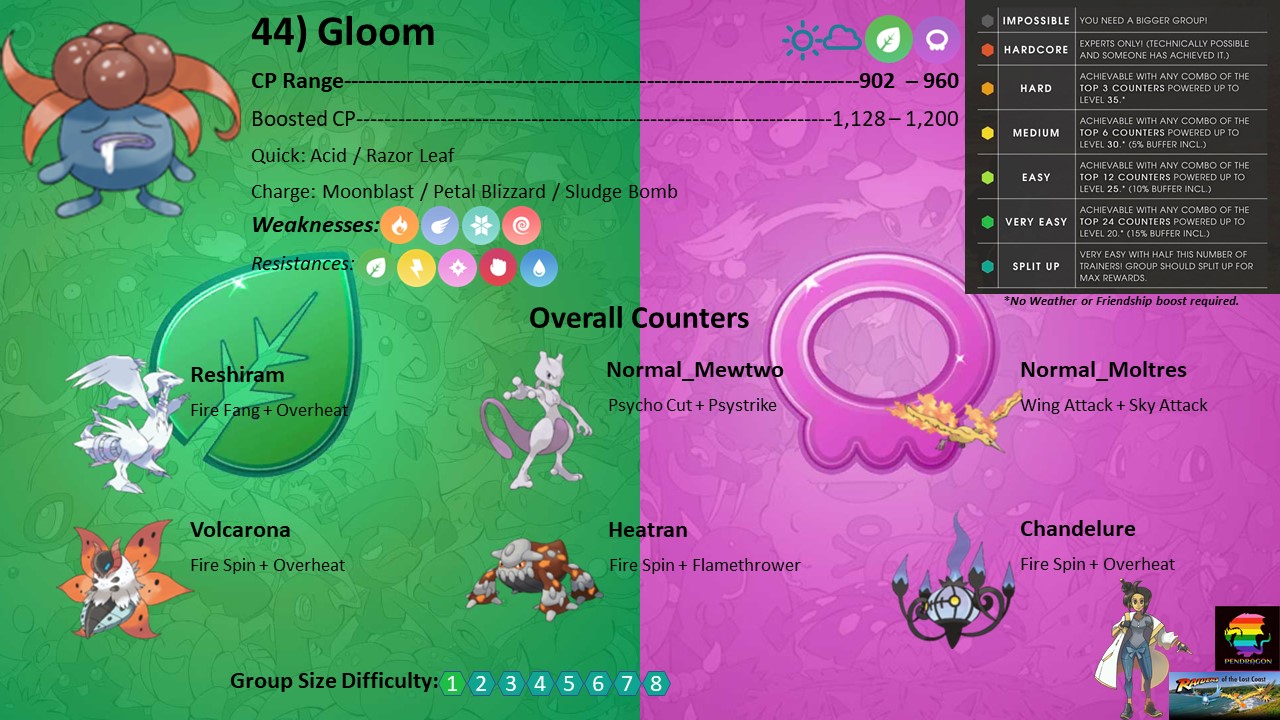 44) Gloom
CP Range---902 – 960
Boosted CP---1,128 – 1,200
Quick: Acid / Razor Leaf
Charge: Moonblast / Petal Blizzard / Sludge Bomb
Weaknesses:
Resistances:
IMPOSSIBLE YOU NEED A BIGGER GROUP!
HARDCORE EXPERTS ONLY! (TECHNICALLY POSSIBLE
AND SOMEONE HAS ACHIEVED IT.)
HARD ACHIEVABLE WITH ANY COMBO OF THE
TOP 3 COUNTERS POWERED UP TO
LEVEL 35.*
MEDIUM ACHIEVABLE WITH ANY COMBO OF THE
TOP 6 COUNTERS POWERED UP TO
LEVEL 30.* (5% BUFFER INCL.)
EASY ACHIEVABLE WITH ANY COMBO OF THE
TOP 12 COUNTERS POWERED UP TO
LEVEL 25.* (10% BUFFER INCL.)
VERY EASY ACHIEVABLE WITH ANY COMBO OF THE
TOP 24 COUNTERS POWERED UP TO
LEVEL 20.* (15% BUFFER INCL.)
SPLIT UP VERY EASY WITH HALF THIS NUMBER OF
TRAINERS! GROUP SHOULD SPLIT UP FOR
MAX REWARDS.
*No Weather or Friendship boost required.
Overall Counters
Reshiram
Fire Fang + Overheat
Normal_Mewtwo
Psycho Cut + Psystrike
Normal_Moltres
Wing Attack + Sky Attack
Volcarona
Fire Spin + Overheat
Heatran
Fire Spin + Flamethrower
Chandelure
Fire Spin + Overheat
Group Size Difficulty: 1 2 3 4 5 6 7 8
PENDRAGON
RAIDERS of the Lost Coast